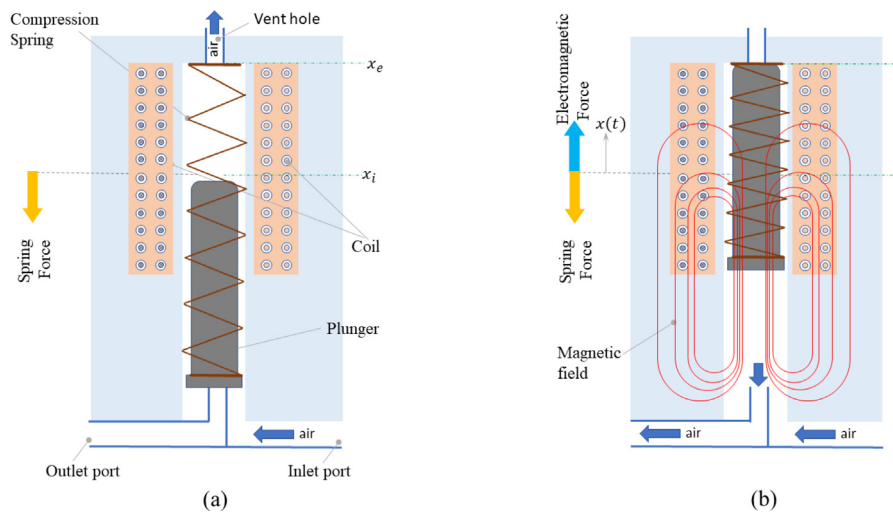 Compression
Spring
air
Vent hole
x_e
x_i
Spring
Force
Coil
Plunger
air
Outlet port
Inlet port
(a)
Electromagnetic
Force
x(t)
Spring
Force
Magnetic
field
air
air
(b)